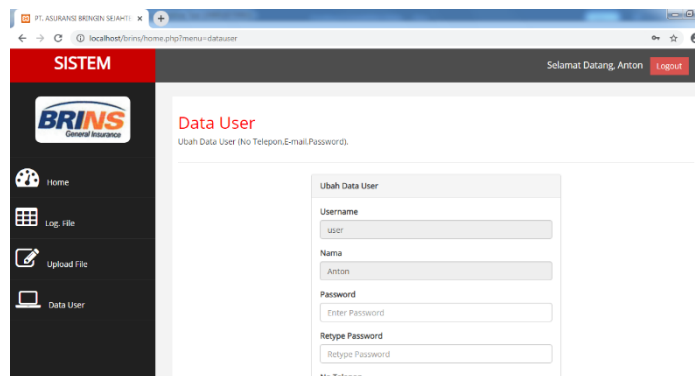 PT. ASURANSI BRINGIN SEJAHTE
localhost/brins/home.php?menu=datauser
SISTEM
Selamat Datang, Anton
Logout
BRINS
General Insurance
Data User
Ubah Data User (No Telepon,E-mail,Password).
Home
Log. File
Upload File
Data User
Ubah Data User
Username
user
Nama
Anton
Password
Enter Password
Retype Password
Retype Password
No Telepon